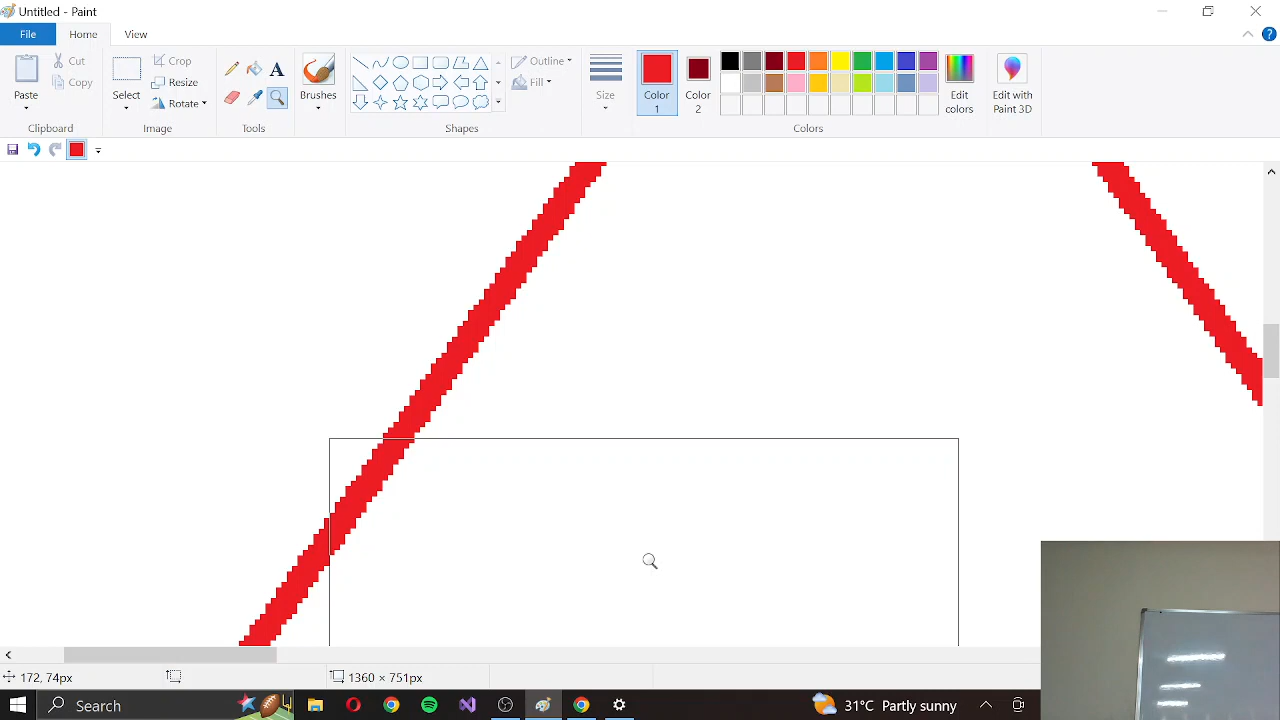 Untitled - Paint
File
Home
View
Paste
Cut
Copy
Clipboard
Select
Crop
Resize
Rotate
Image
A
Tools
Brushes
Outline
Fill
Shapes
Size
Color
1
Color
2
Edit
colors
Colors
Edit with
Paint 3D
172, 74px
1360 × 751px
Search
31°C Partly sunny